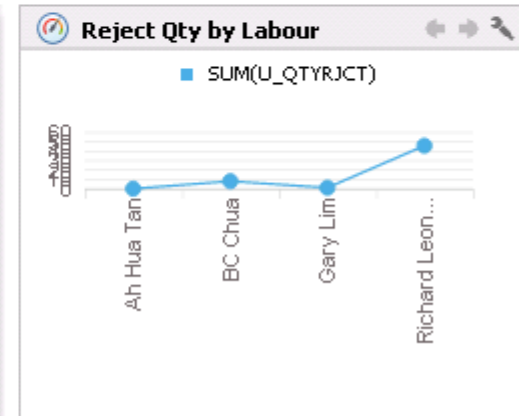 Reject Qty by Labour
SUM(U_QTYRJCT)
Ah Hua Tan
BC Chua
Gary Lim
Richard Leon...